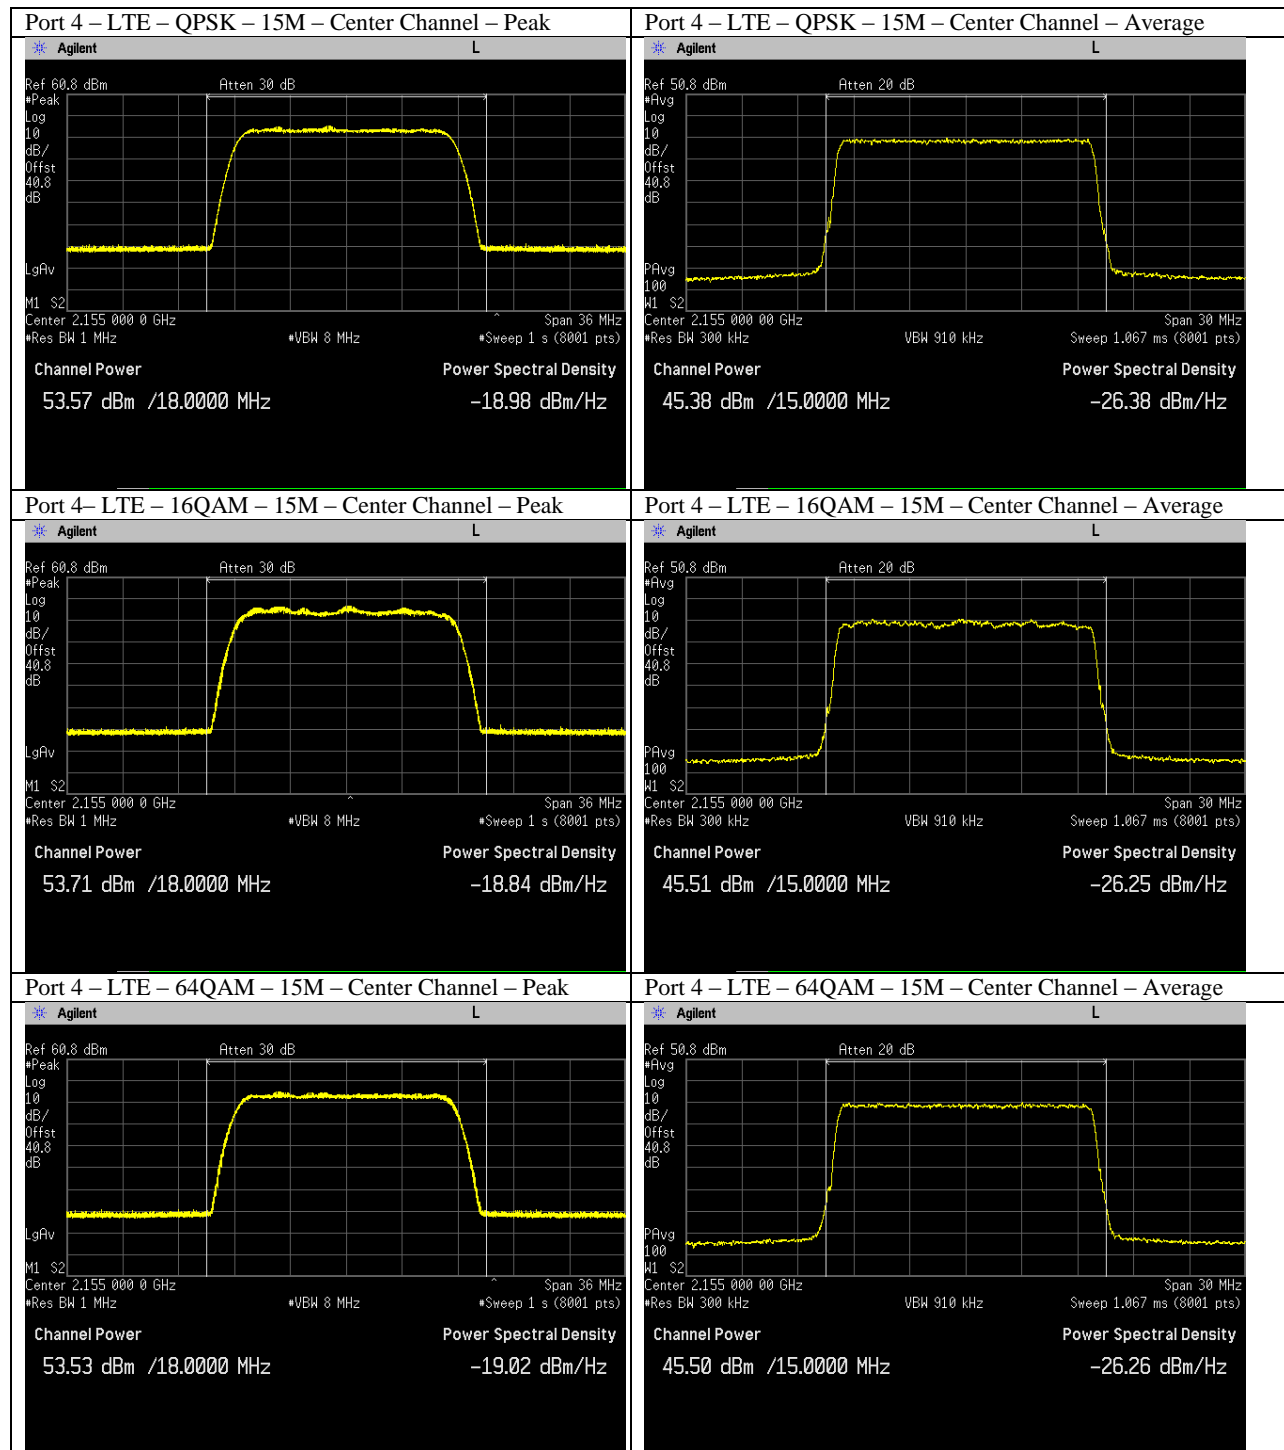 Port 4 – LTE – QPSK – 15M – Center Channel – Peak
Agilent L
Ref 60.8 dBm Atten 30 dB
#Peak
Log
10
dB/
Offst
40.8
dB
LgAv
M1 S2
Center 2.155 000 0 GHz Span 36 MHz
#Res BW 1 MHz #VBW 8 MHz #Sweep 1 s (8001 pts)
Channel Power Power Spectral Density
53.57 dBm /18.0000 MHz -18.98 dBm/Hz
Port 4 – LTE – QPSK – 15M – Center Channel – Average
Agilent L
Ref 50.8 dBm Atten 20 dB
#Avg
Log
10
dB/
Offst
40.8
dB
PAvg
100
W1 S2
Center 2.155 000 00 GHz Span 30 MHz
#Res BW 300 kHz VBW 910 kHz Sweep 1.067 ms (8001 pts)
Channel Power Power Spectral Density
45.38 dBm /15.0000 MHz -26.38 dBm/Hz
Port 4– LTE – 16QAM – 15M – Center Channel – Peak
Agilent L
Ref 60.8 dBm Atten 30 dB
#Peak
Log
10
dB/
Offst
40.8
dB
LgAv
M1 S2
Center 2.155 000 0 GHz Span 36 MHz
#Res BW 1 MHz #VBW 8 MHz #Sweep 1 s (8001 pts)
Channel Power Power Spectral Density
53.71 dBm /18.0000 MHz -18.84 dBm/Hz
Port 4 – LTE – 16QAM – 15M – Center Channel – Average
Agilent L
Ref 50.8 dBm Atten 20 dB
#Avg
Log
10
dB/
Offst
40.8
dB
PAvg
100
W1 S2
Center 2.155 000 00 GHz Span 30 MHz
#Res BW 300 kHz VBW 910 kHz Sweep 1.067 ms (8001 pts)
Channel Power Power Spectral Density
45.51 dBm /15.0000 MHz -26.25 dBm/Hz
Port 4 – LTE – 64QAM – 15M – Center Channel – Peak
Agilent L
Ref 60.8 dBm Atten 30 dB
#Peak
Log
10
dB/
Offst
40.8
dB
LgAv
M1 S2
Center 2.155 000 0 GHz Span 36 MHz
#Res BW 1 MHz #VBW 8 MHz #Sweep 1 s (8001 pts)
Channel Power Power Spectral Density
53.53 dBm /18.0000 MHz -19.02 dBm/Hz
Port 4 – LTE – 64QAM – 15M – Center Channel – Average
Agilent L
Ref 50.8 dBm Atten 20 dB
#Avg
Log
10
dB/
Offst
40.8
dB
PAvg
100
W1 S2
Center 2.155 000 00 GHz Span 30 MHz
#Res BW 300 kHz VBW 910 kHz Sweep 1.067 ms (8001 pts)
Channel Power Power Spectral Density
45.50 dBm /15.0000 MHz -26.26 dBm/Hz